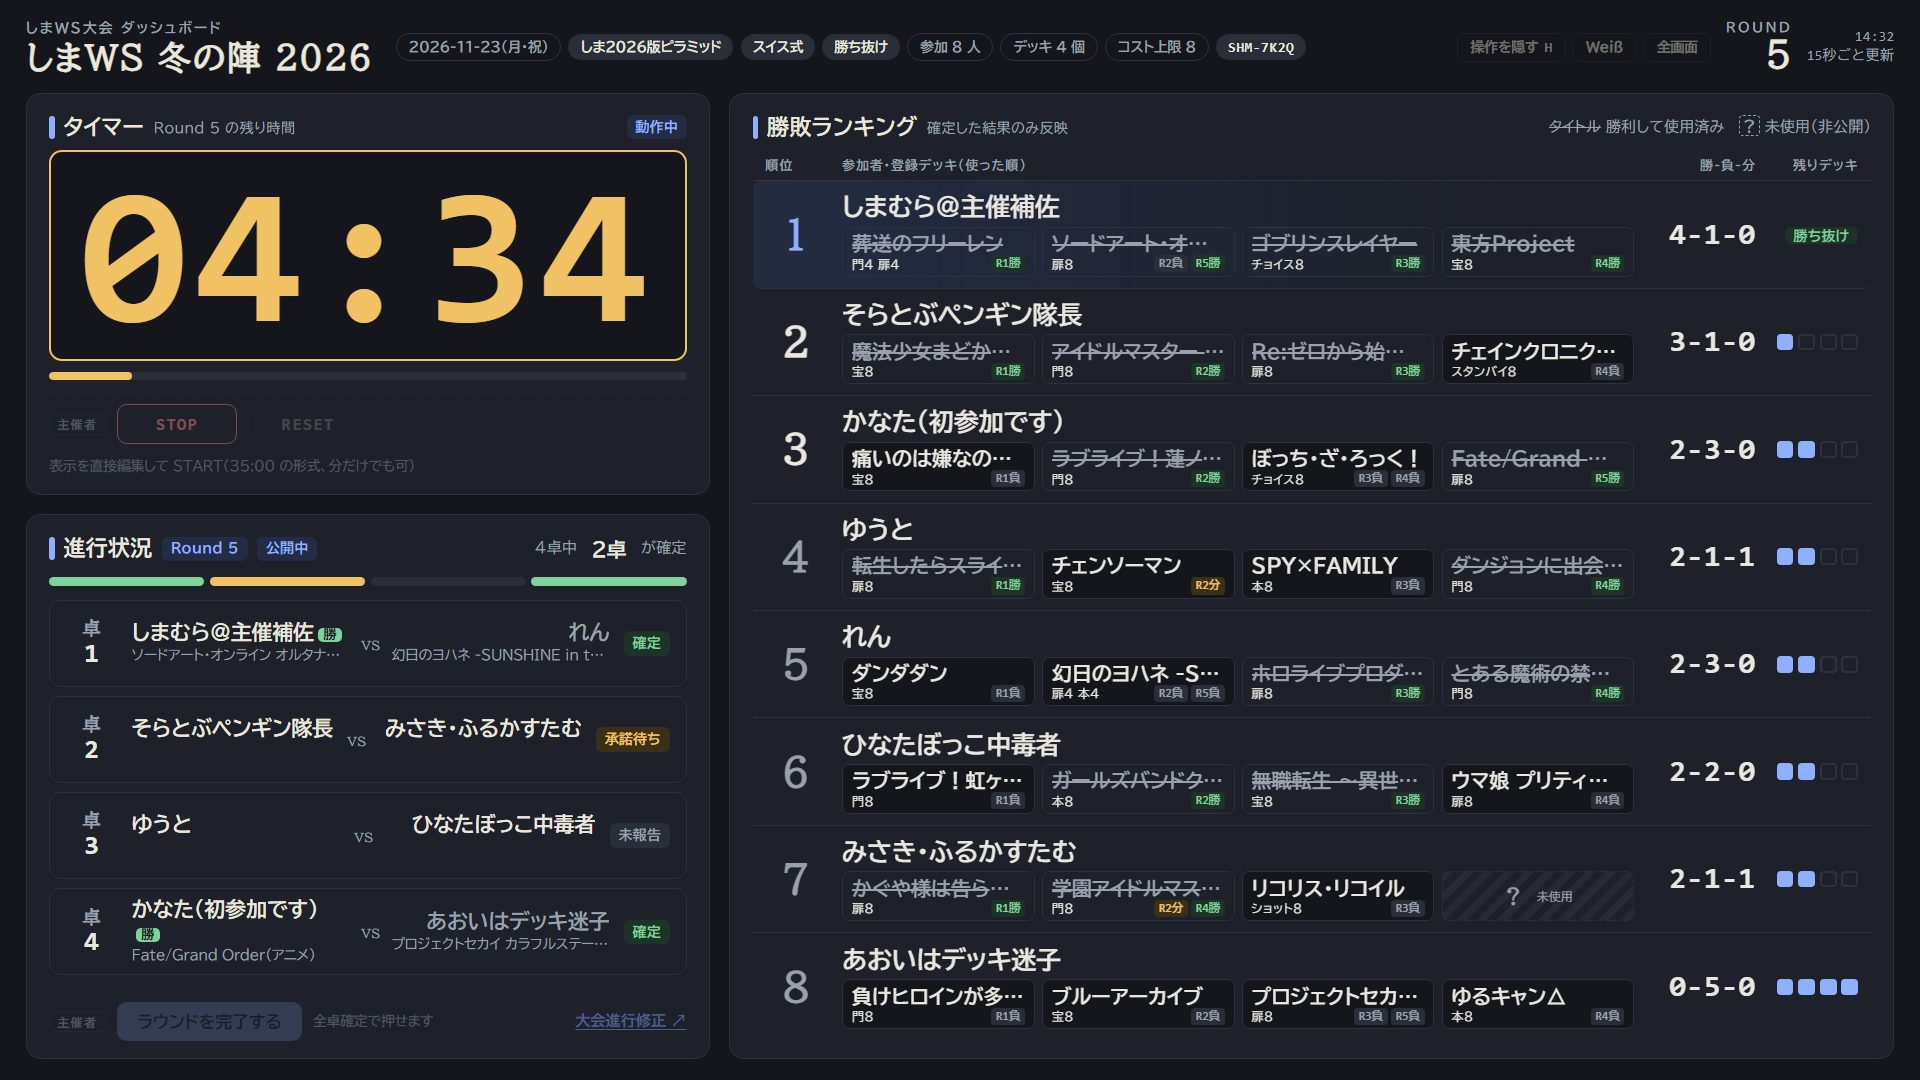 しまWS大会 ダッシュボード
しまWS 冬の陣 2026
2026-11-23(月・祝) しま2026版ピラミッド スイス式 勝ち抜け 参加 8 人 デッキ 4 個 コスト上限 8 SHM-7K2Q
操作を隠す H Weiß 全画面
ROUND
5
14:32
15秒ごと更新
タイマー Round 5 の残り時間 動作中
04:34
主催者 STOP RESET
表示を直接編集して START(35:00 の形式、分だけでも可)
進行状況 Round 5 公開中 4卓中 2卓 が確定
卓 1 しまむら@主催補佐 勝 vs れん 確定
ソードアート・オンライン オルタナ… 幻日のヨハネ -SUNSHINE in t…
卓 2 そらとぶペンギン隊長 vs みさき・ふるかすたむ 承諾待ち
卓 3 ゆうと vs ひなたぼっこ中毒者 未報告
卓 4 かなた(初参加です) 勝 vs あおいはデッキ迷子 確定
Fate/Grand Order(アニメ) プロジェクトセカイ カラフルステー…
主催者 ラウンドを完了する 全卓確定で押せます 大会進行修正 ↗
勝敗ランキング 確定した結果のみ反映 タイトル 勝利して使用済み ? 未使用(非公開)
順位 参加者・登録デッキ(使った順) 勝-負-分 残りデッキ
1 しまむら@主催補佐 4-1-0 勝ち抜け
葬送のフリーレン ソードアート・オ… ゴブリンスレイヤー 東方Project
門4 扉4 R1勝 扉8 R2負 R5勝 チョイス8 R3勝 宝8 R4勝
2 そらとぶペンギン隊長 3-1-0
魔法少女まどか… アイドルマスター … Re:ゼロから始… チェインクロニク…
宝8 R1勝 門8 R2勝 扉8 R3勝 スタンバイ8 R4負
3 かなた(初参加です) 2-3-0
痛いのは嫌なの… ラブライブ！蓮ノ… ぼっち・ざ・ろっく！ Fate/Grand …
宝8 R1負 門8 R2勝 チョイス8 R3負 R4負 扉8 R5勝
4 ゆうと 2-1-1
転生したらスライ… チェンソーマン SPY×FAMILY ダンジョンに出会…
扉8 R1勝 宝8 R2分 本8 R3負 門8 R4勝
5 れん 2-3-0
ダンダダン 幻日のヨハネ -S… ホロライブプロダ… とある魔術の禁…
宝8 R1負 扉4 本4 R2負 R5負 扉8 R3勝 門8 R4勝
6 ひなたぼっこ中毒者 2-2-0
ラブライブ！虹ヶ… ガールズバンドク… 無職転生 ～異世… ウマ娘 プリティ…
門8 R1負 本8 R2勝 宝8 R3勝 扉8 R4負
7 みさき・ふるかすたむ 2-1-1
かぐや様は告ら… 学園アイドルマス… リコリス・リコイル ? 未使用
扉8 R1勝 門8 R2分 R4勝 ショット8 R3負
8 あおいはデッキ迷子 0-5-0
負けヒロインが多… ブルーアーカイブ プロジェクトセカ… ゆるキャン△
門8 R1負 宝8 R2負 扉8 R3負 R5負 本8 R4負